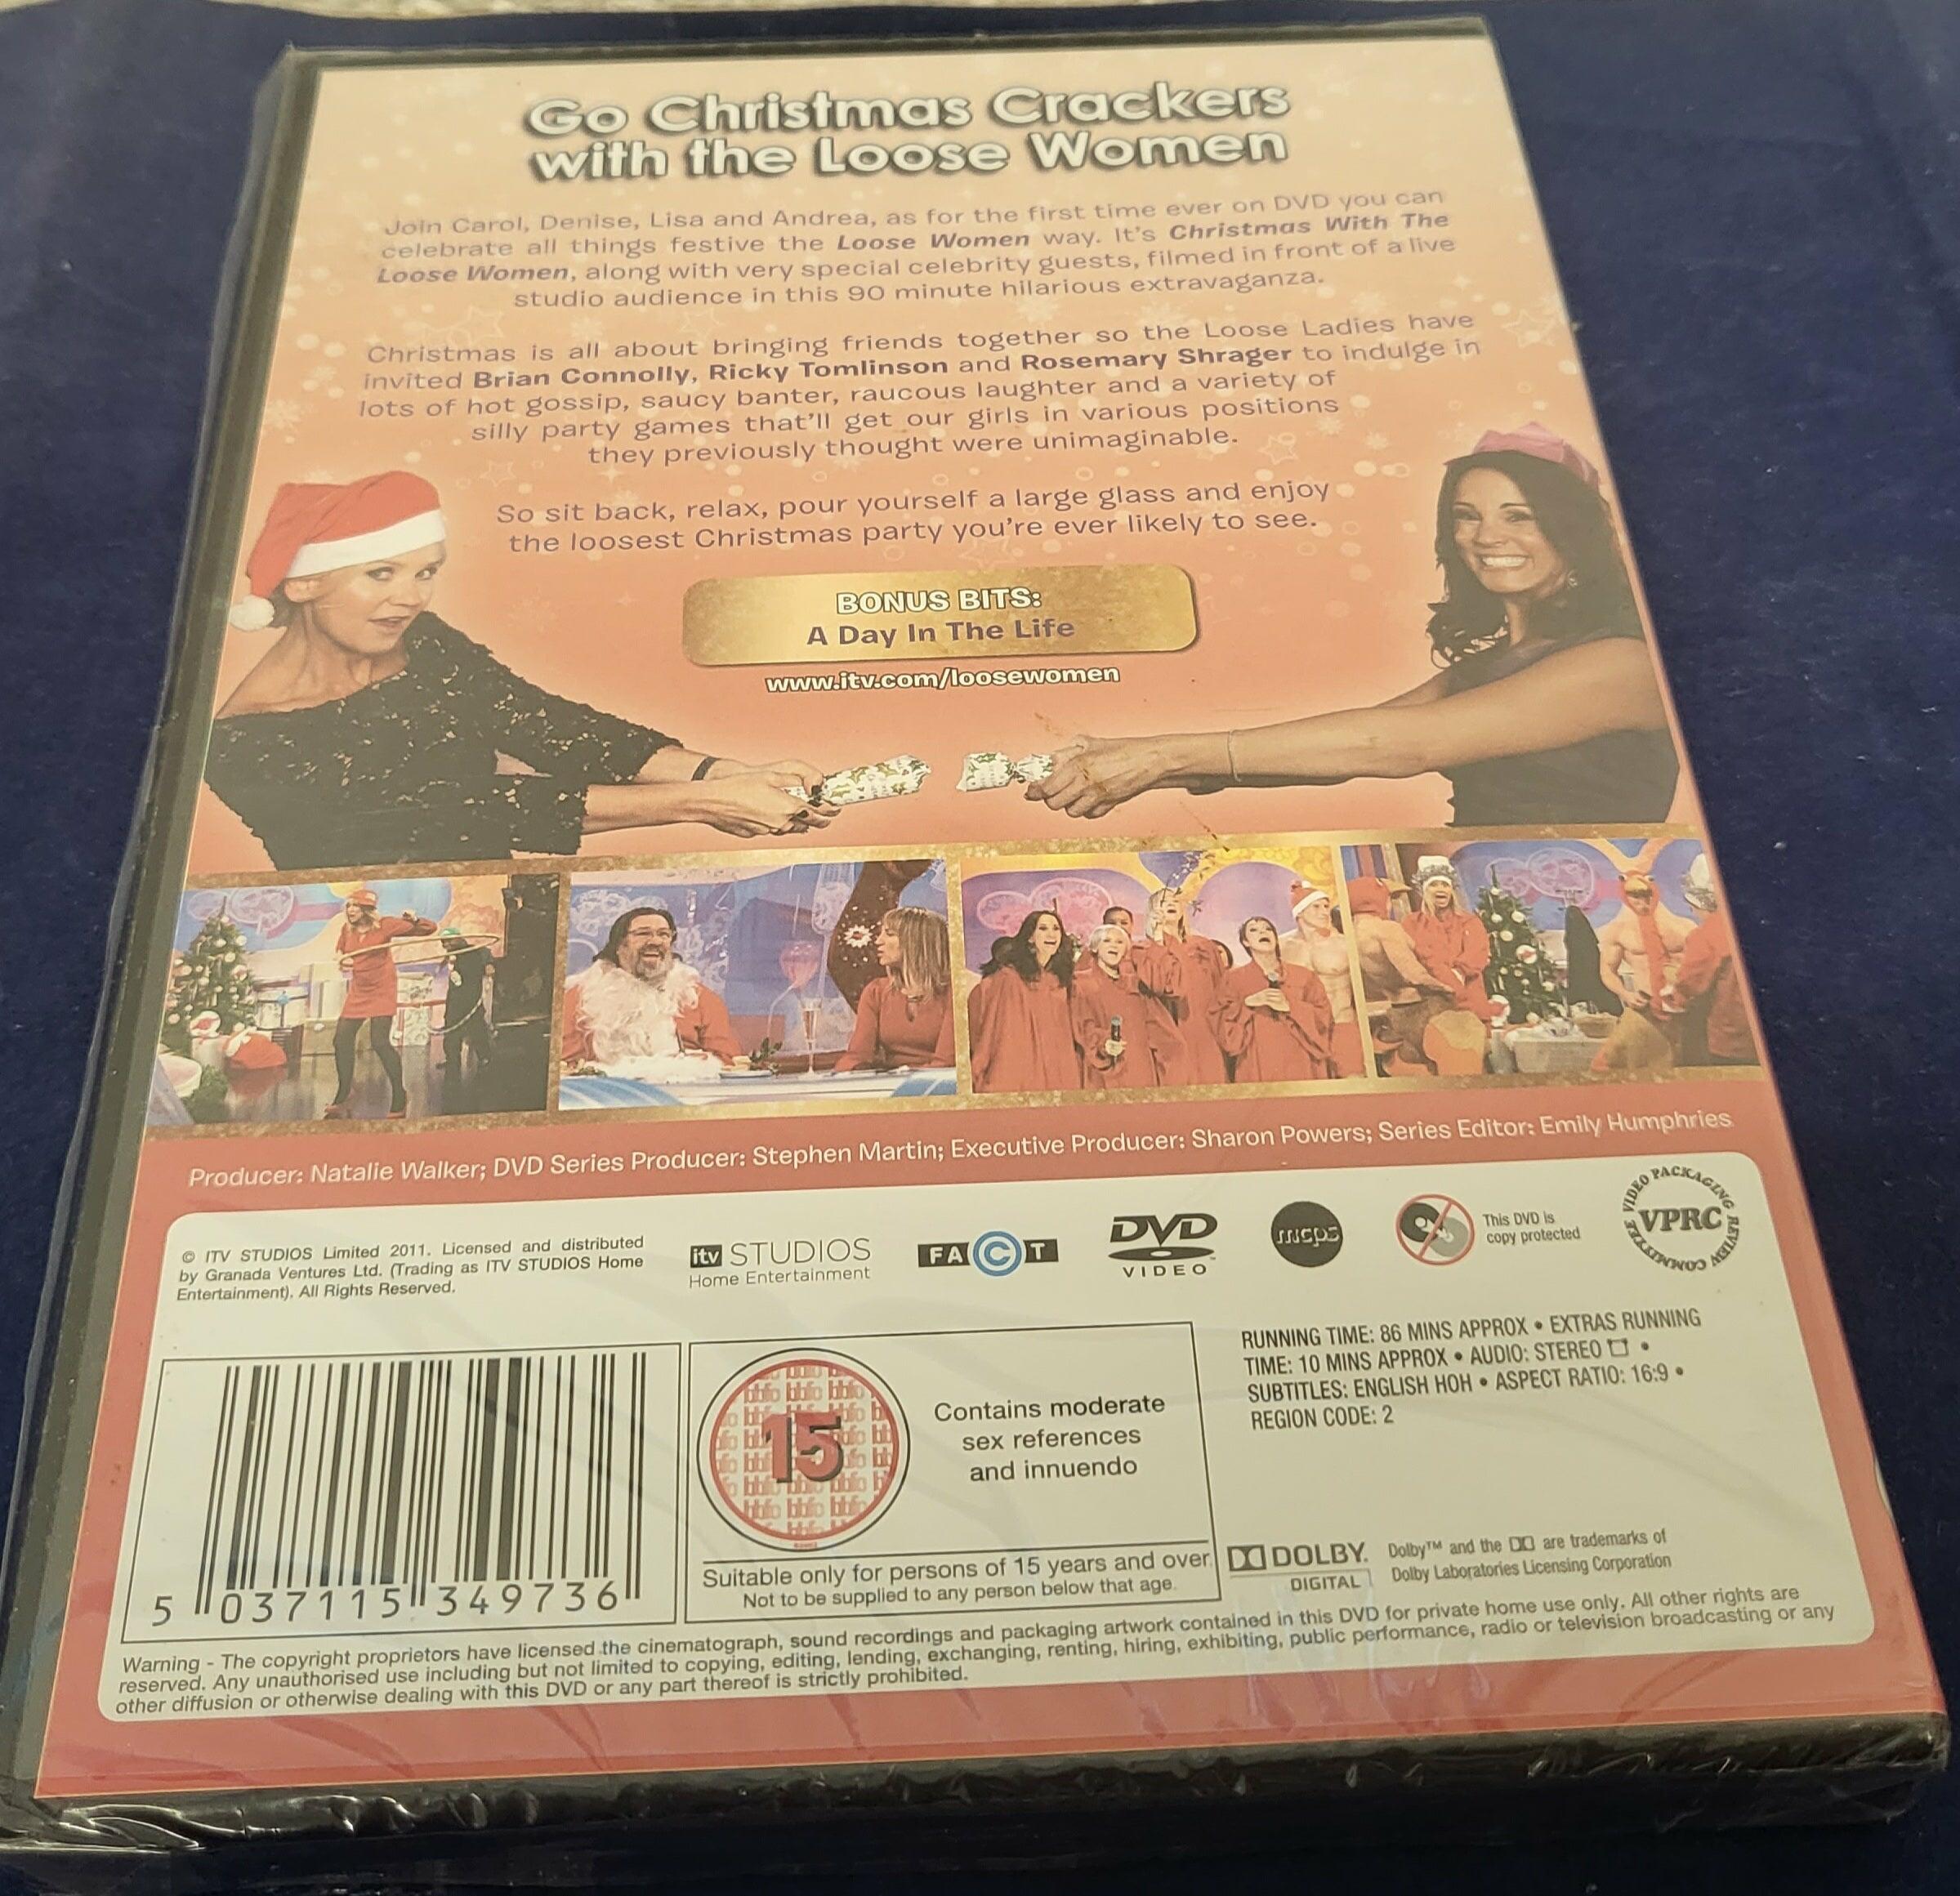 Go Christmas Crackers
with the Loose Women
Join Carol, Denise, Lisa and Andrea, as for the first time ever on DVD you can
celebrate all things festive the Loose Women way. It's Christmas With The
Loose Women, along with very special celebrity guests, filmed in front of a live
studio audience in this 90 minute hilarious extravaganza.
Christmas is all about bringing friends together so the Loose Ladies have
invited Brian Connolly, Ricky Tomlinson and Rosemary Shrager to indulge in
lots of hot gossip, saucy banter, raucous laughter and a variety of
silly party games that'll get our girls in various positions
they previously thought were unimaginable.
So sit back, relax, pour yourself a large glass and enjoy
the loosest Christmas party you're ever likely to see.
BONUS BITS:
A Day In The Life
www.itv.com/loosewomen
Producer: Natalie Walker; DVD Series Producer: Stephen Martin; Executive Producer: Sharon Powers; Series Editor: Emily Humphries
© ITV STUDIOS Limited 2011. Licensed and distributed
by Granada Ventures Ltd. (Trading as ITV STUDIOS Home
Entertainment). All Rights Reserved.
itv STUDIOS
Home Entertainment
FACT
DVD
VIDEO
mcps
This DVD is
copy protected
VIDEO PACKAGING REVIEW COMMITTEE
VPRC
5 037115 349736
15
bbfc
Contains moderate
sex references
and innuendo
Suitable only for persons of 15 years and over
Not to be supplied to any person below that age.
RUNNING TIME: 86 MINS APPROX • EXTRAS RUNNING
TIME: 10 MINS APPROX • AUDIO: STEREO •
SUBTITLES: ENGLISH HOH • ASPECT RATIO: 16:9 •
REGION CODE: 2
DOLBY.
DIGITAL
Dolby™ and the are trademarks of
Dolby Laboratories Licensing Corporation
Warning - The copyright proprietors have licensed the cinematograph, sound recordings and packaging artwork contained in this DVD for private home use only. All other rights are
reserved. Any unauthorised use including but not limited to copying, editing, lending, exchanging, renting, hiring, exhibiting, public performance, radio or television broadcasting or any
other diffusion or otherwise dealing with this DVD or any part thereof is strictly prohibited.